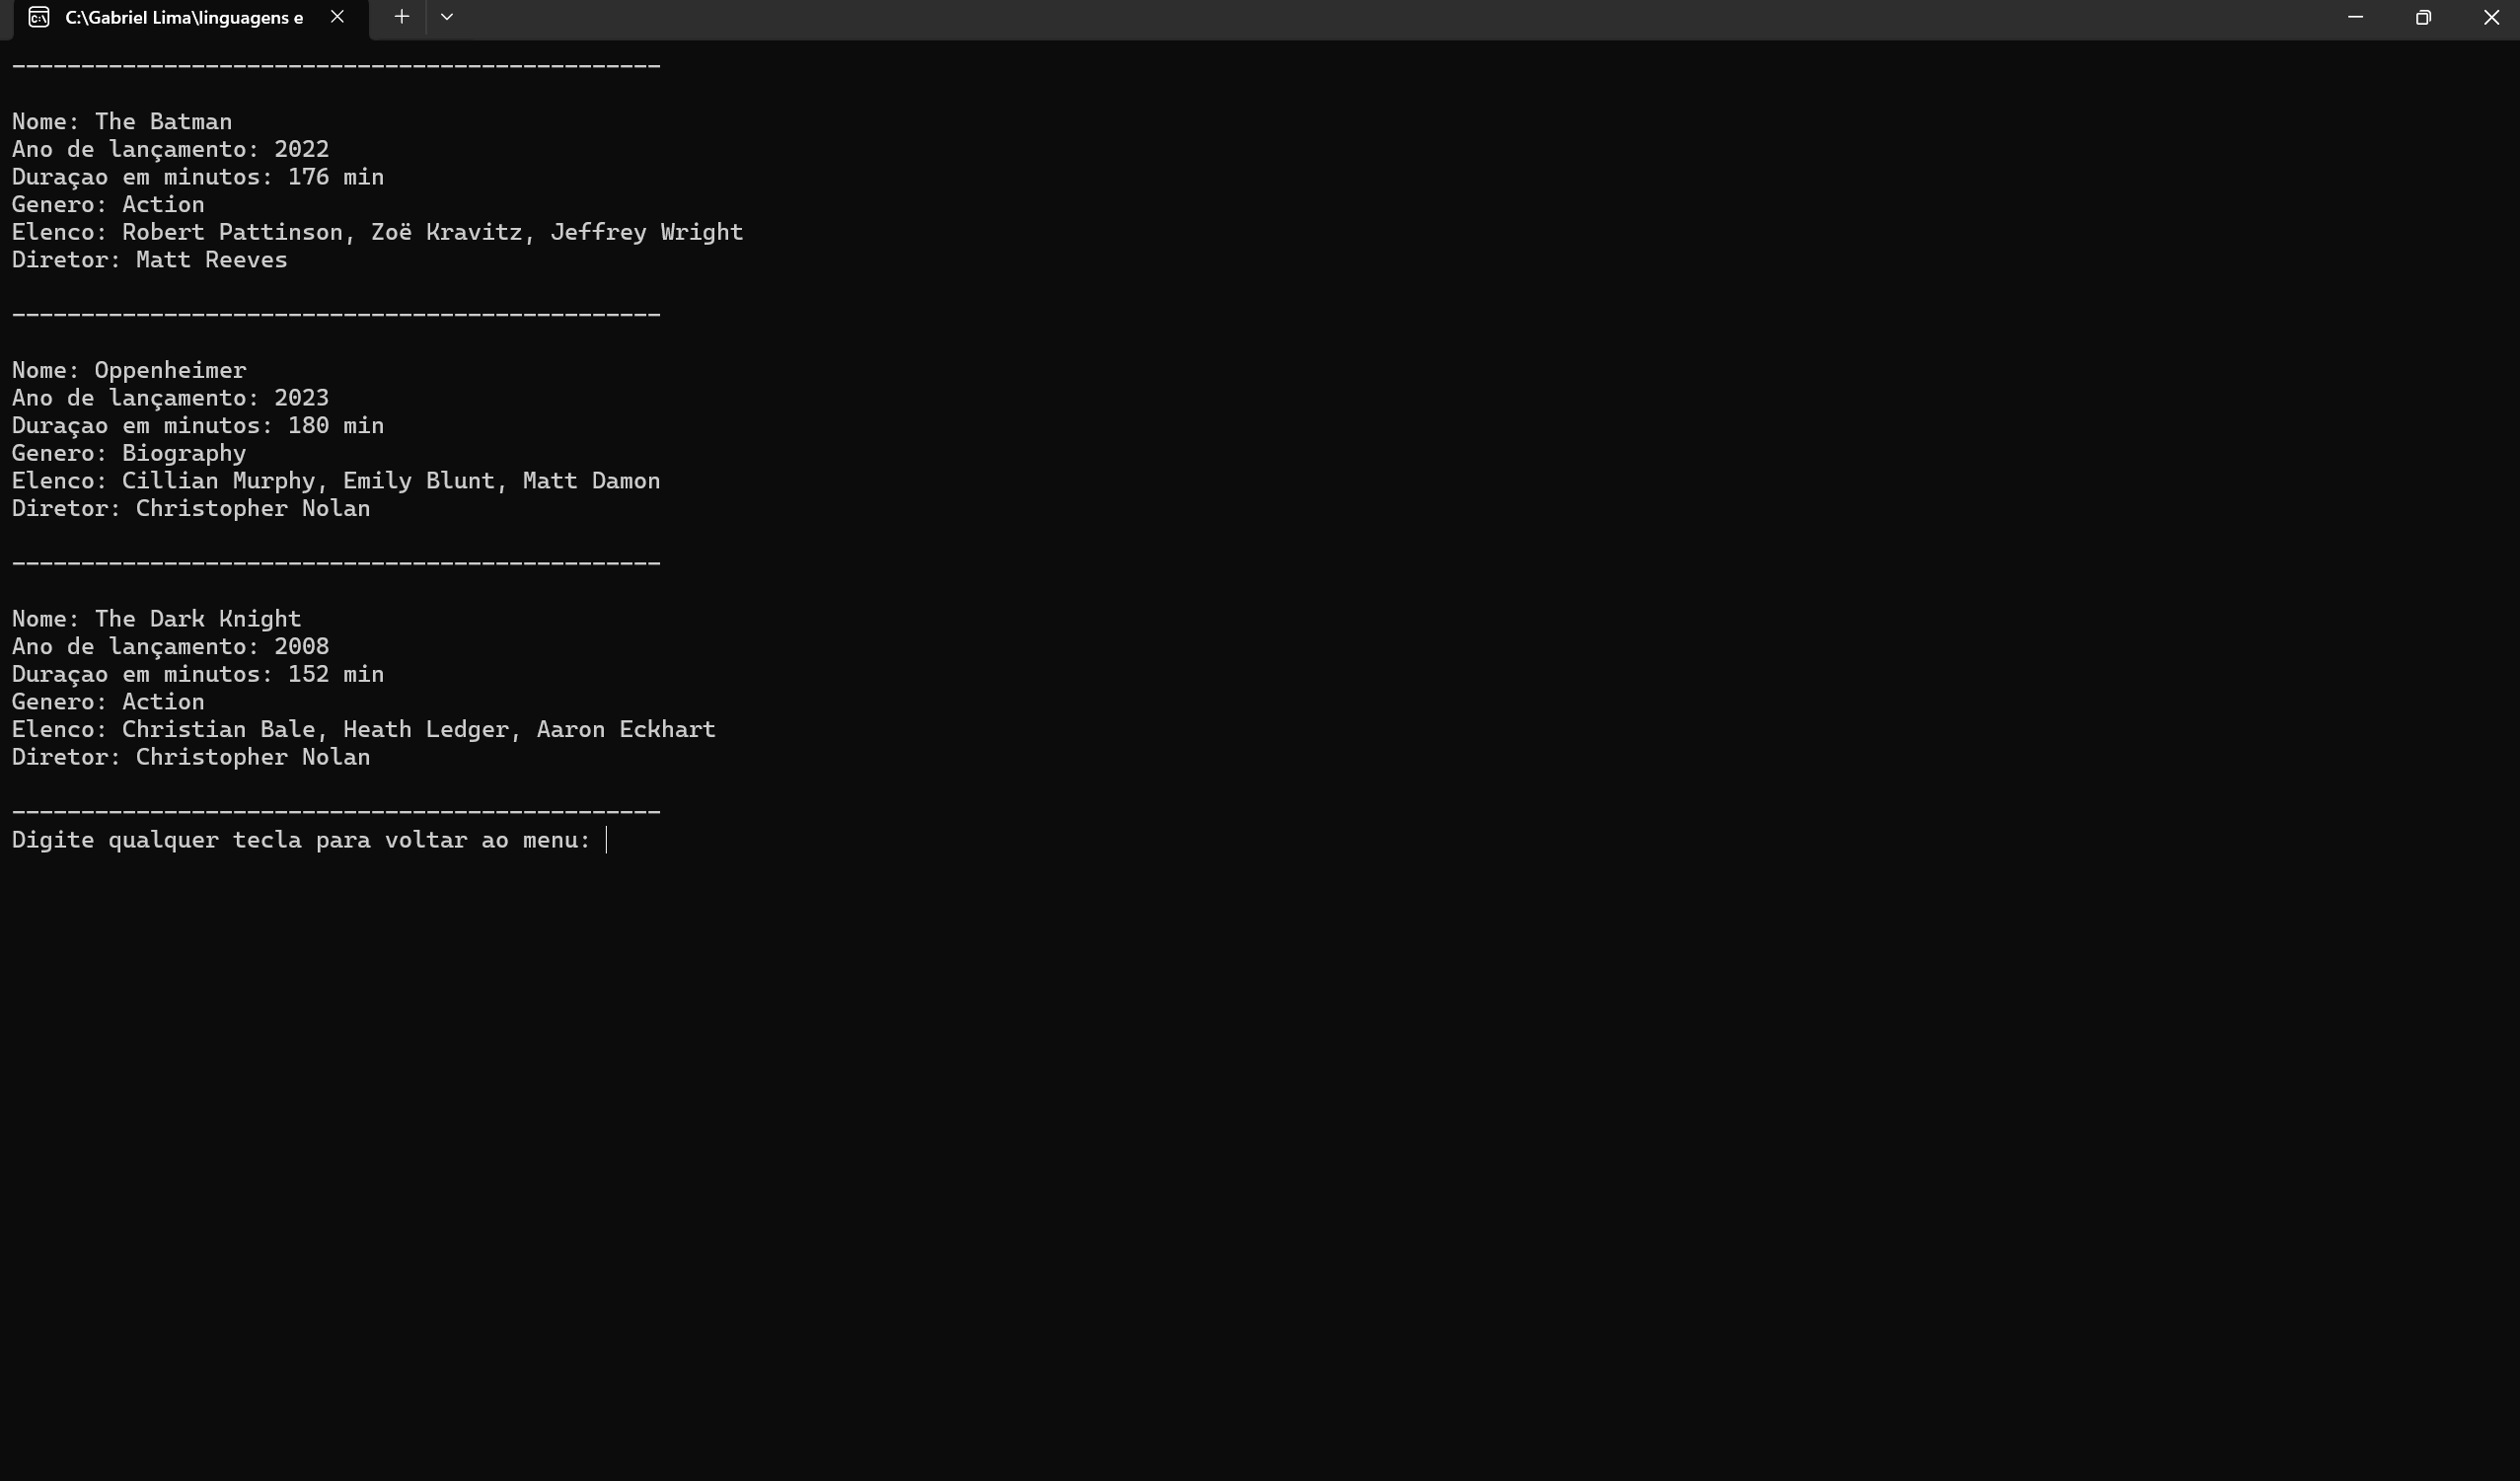 C:\Gabriel Lima\linguagens e
-----------------------------------------------
Nome: The Batman
Ano de lançamento: 2022
Duraçao em minutos: 176 min
Genero: Action
Elenco: Robert Pattinson, Zoë Kravitz, Jeffrey Wright
Diretor: Matt Reeves
-----------------------------------------------
Nome: Oppenheimer
Ano de lançamento: 2023
Duraçao em minutos: 180 min
Genero: Biography
Elenco: Cillian Murphy, Emily Blunt, Matt Damon
Diretor: Christopher Nolan
-----------------------------------------------
Nome: The Dark Knight
Ano de lançamento: 2008
Duraçao em minutos: 152 min
Genero: Action
Elenco: Christian Bale, Heath Ledger, Aaron Eckhart
Diretor: Christopher Nolan
-----------------------------------------------
Digite qualquer tecla para voltar ao menu: